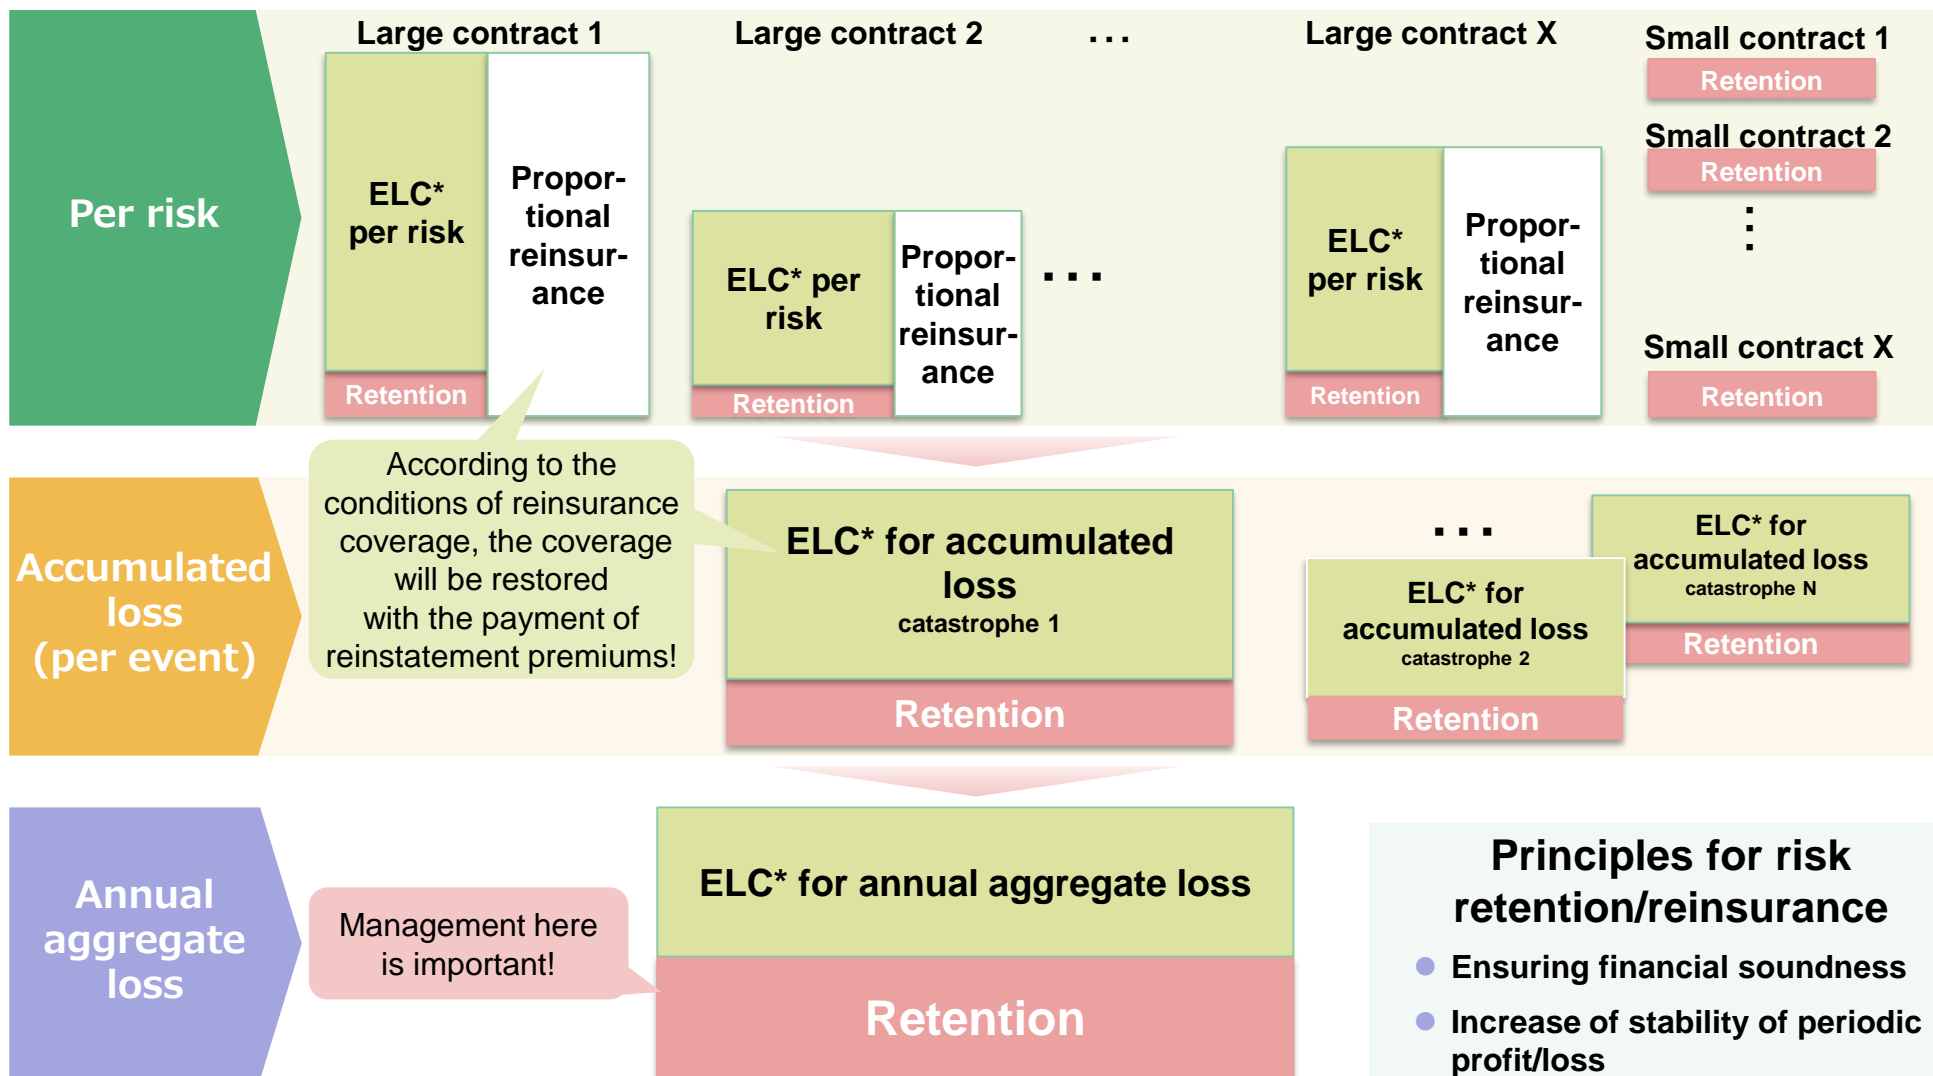 Per risk
Large contract 1
ELC*
per risk
Retention
Propor-
tional
reinsur-
ance
Large contract 2
ELC* per
risk
Retention
Propor-
tional
reinsur-
ance
...
...
Large contract X
ELC*
per risk
Retention
Propor-
tional
reinsur-
ance
Small contract 1
Retention
Small contract 2
Retention
...
Small contract X
Retention
Accumulated
loss
(per event)
According to the
conditions of reinsurance
coverage, the coverage
will be restored
with the payment of
reinstatement premiums!
ELC* for accumulated
loss
catastrophe 1
Retention
...
ELC* for
accumulated loss
catastrophe 2
Retention
ELC* for
accumulated loss
catastrophe N
Retention
Annual
aggregate
loss
Management here
is important!
ELC* for annual aggregate loss
Retention
Principles for risk
retention/reinsurance
● Ensuring financial soundness
● Increase of stability of periodic
profit/loss